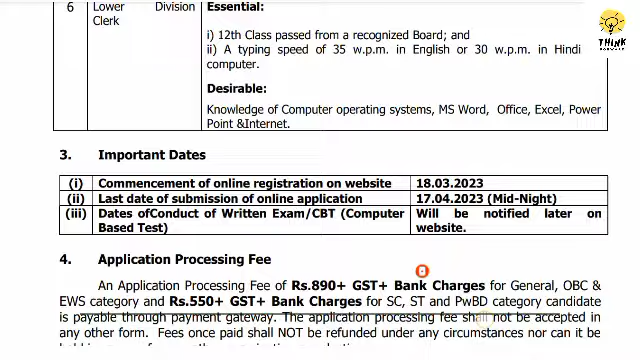 6 Lower Division Clerk
Essential:
i) 12th Class passed from a recognized Board; and
ii) A typing speed of 35 w.p.m. in English or 30 w.p.m. in Hindi on computer.
Desirable:
Knowledge of Computer operating systems, MS Word, Office, Excel, Power
Point &Internet.
THINK
3. Important Dates
(i) Commencement of online registration on website 18.03.2023
(ii) Last date of submission of online application 17.04.2023 (Mid-Night)
(iii) Dates ofConduct of Written Exam/CBT (Computer Based Test) Will be notified later on website.
4. Application Processing Fee
An Application Processing Fee of Rs.890+ GST+ Bank Charges for General, OBC &
EWS category and Rs.550+ GST+ Bank Charges for SC, ST and PwBD category candidate
is payable through payment gateway. The application processing fee shall not be accepted
in any other form. Fees once paid shall NOT be refunded under any circumstances nor can it be